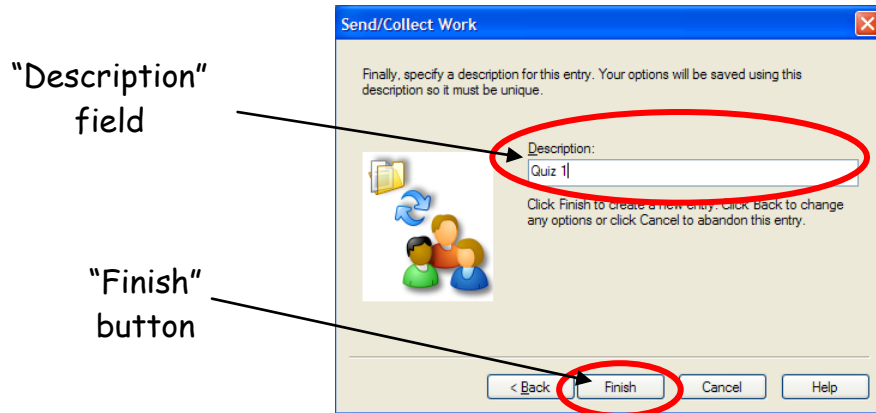 Send/Collect Work
Finally, specify a description for this entry. Your options will be saved using this
description so it must be unique.
“Description”
field
Description:
Quiz 1
Click Finish to create a new entry. Click Back to change
any options or click Cancel to abandon this entry.
“Finish”
button
< Back
Finish
Cancel
Help